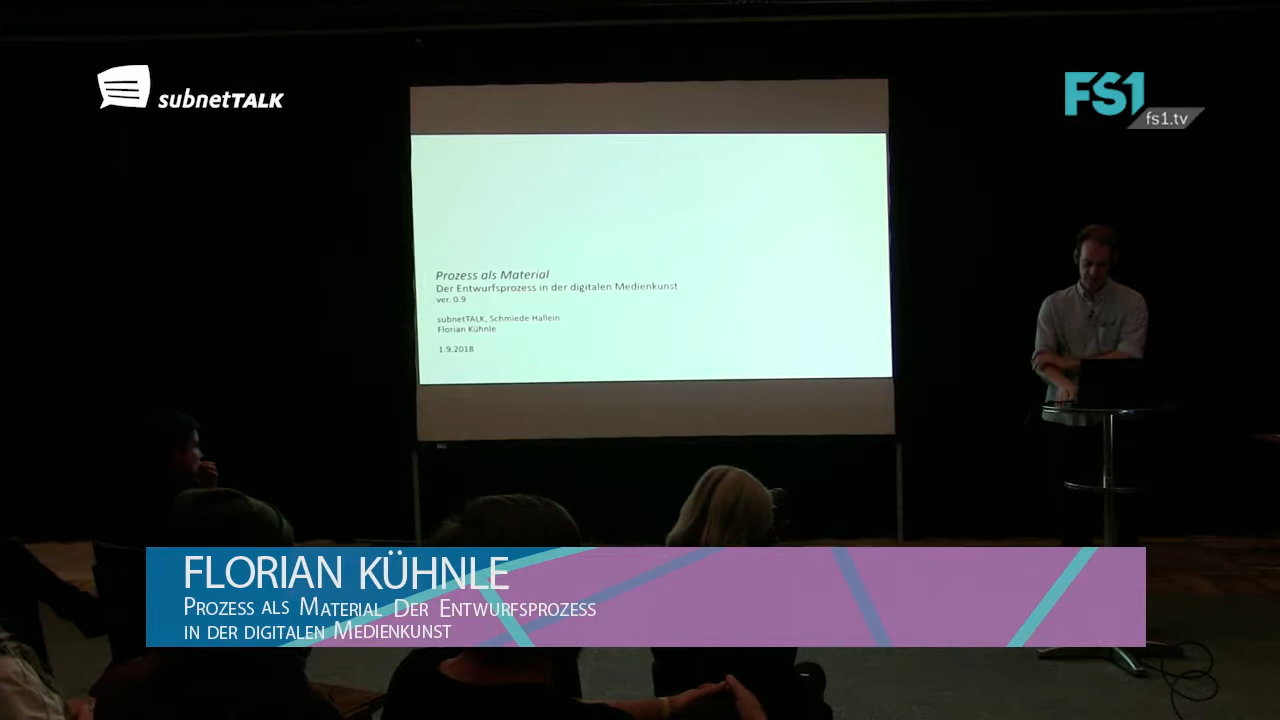 subnetTALK
FS1
fs1.tv
Prozess als Material
Der Entwurfsprozess in der digitalen Medienkunst
ver. 0.9
subnetTALK, Schmiede Hallein
Florian Kühnle
1.9.2018
FLORIAN KÜHNLE
PROZESS ALS MATERIAL DER ENTWURFSPROZESS
IN DER DIGITALEN MEDIENKUNST